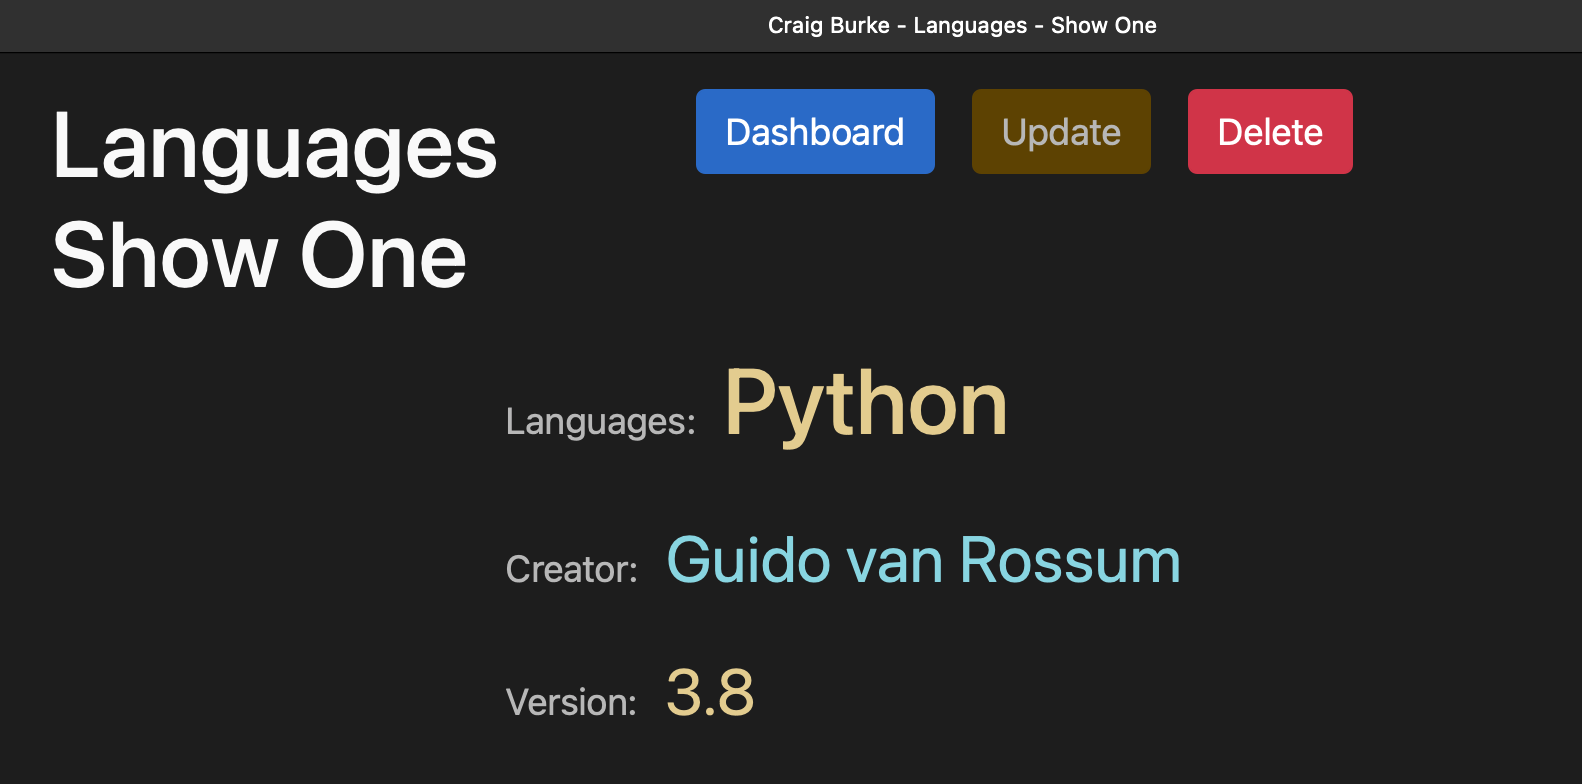 Craig Burke - Languages - Show One
Languages
Show One
Dashboard
Update
Delete
Languages: Python
Creator: Guido van Rossum
Version: 3.8